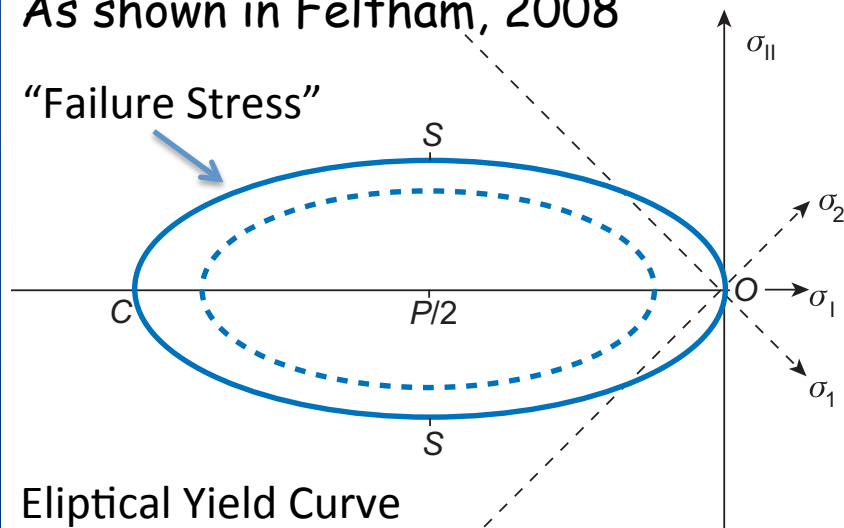 As shown in Feltham, 2008
σII
“Failure Stress”
S
σ2
C
P/2
O
σI
σ1
S
Eliptical Yield Curve